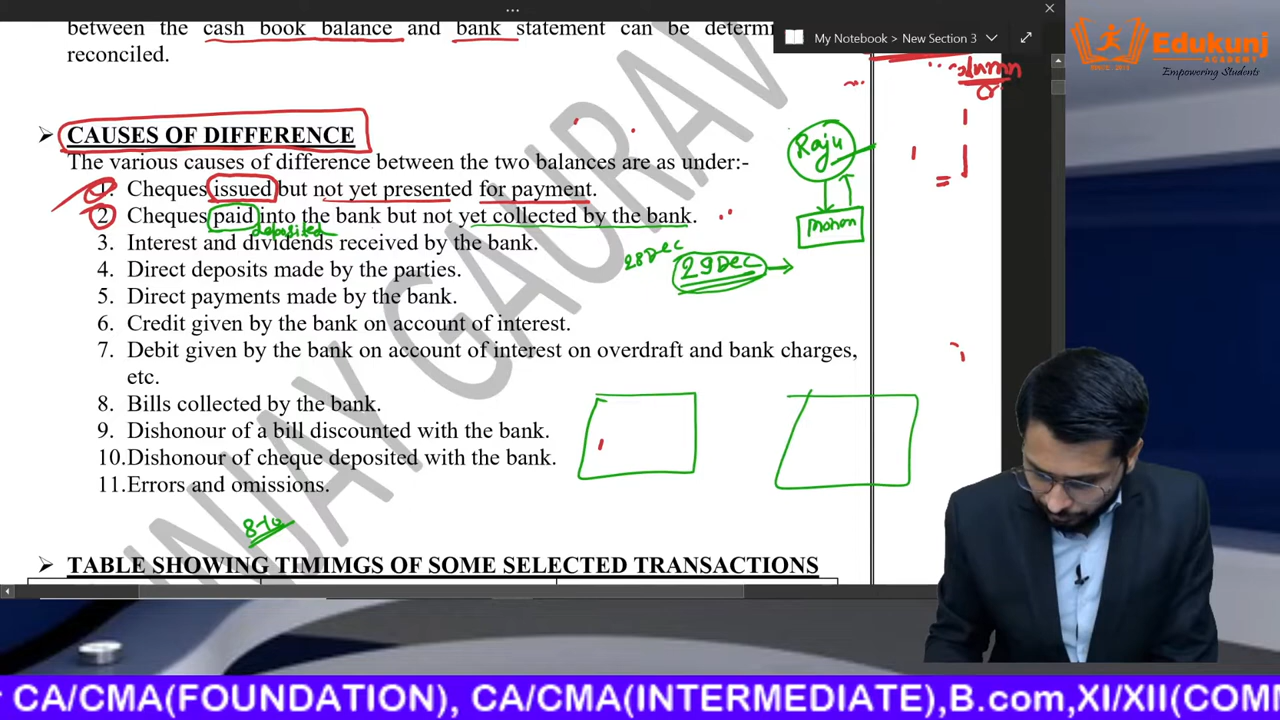 ...
between the cash book balance and bank statement can be determi
reconciled.
My Notebook > New Section 3
Edukunj
ACADEMY
Empowering Students
olumn
or
➢ CAUSES OF DIFFERENCE
The various causes of difference between the two balances are as under:-
1. Cheques issued but not yet presented for payment.
2 Cheques paid into the bank but not yet collected by the bank.
deposited
3. Interest and dividends received by the bank.
4. Direct deposits made by the parties.
5. Direct payments made by the bank.
6. Credit given by the bank on account of interest.
7. Debit given by the bank on account of interest on overdraft and bank charges,
etc.
8. Bills collected by the bank.
9. Dishonour of a bill discounted with the bank.
10.Dishonour of cheque deposited with the bank.
11.Errors and omissions.
Raju
Mohan
28 Dec
29 Dec
8-10
➢ TABLE SHOWING TIMIMGS OF SOME SELECTED TRANSACTIONS
SANJAY GAURAV
CA/CMA(FOUNDATION), CA/CMA(INTERMEDIATE),B.com,XI/XII(COMM